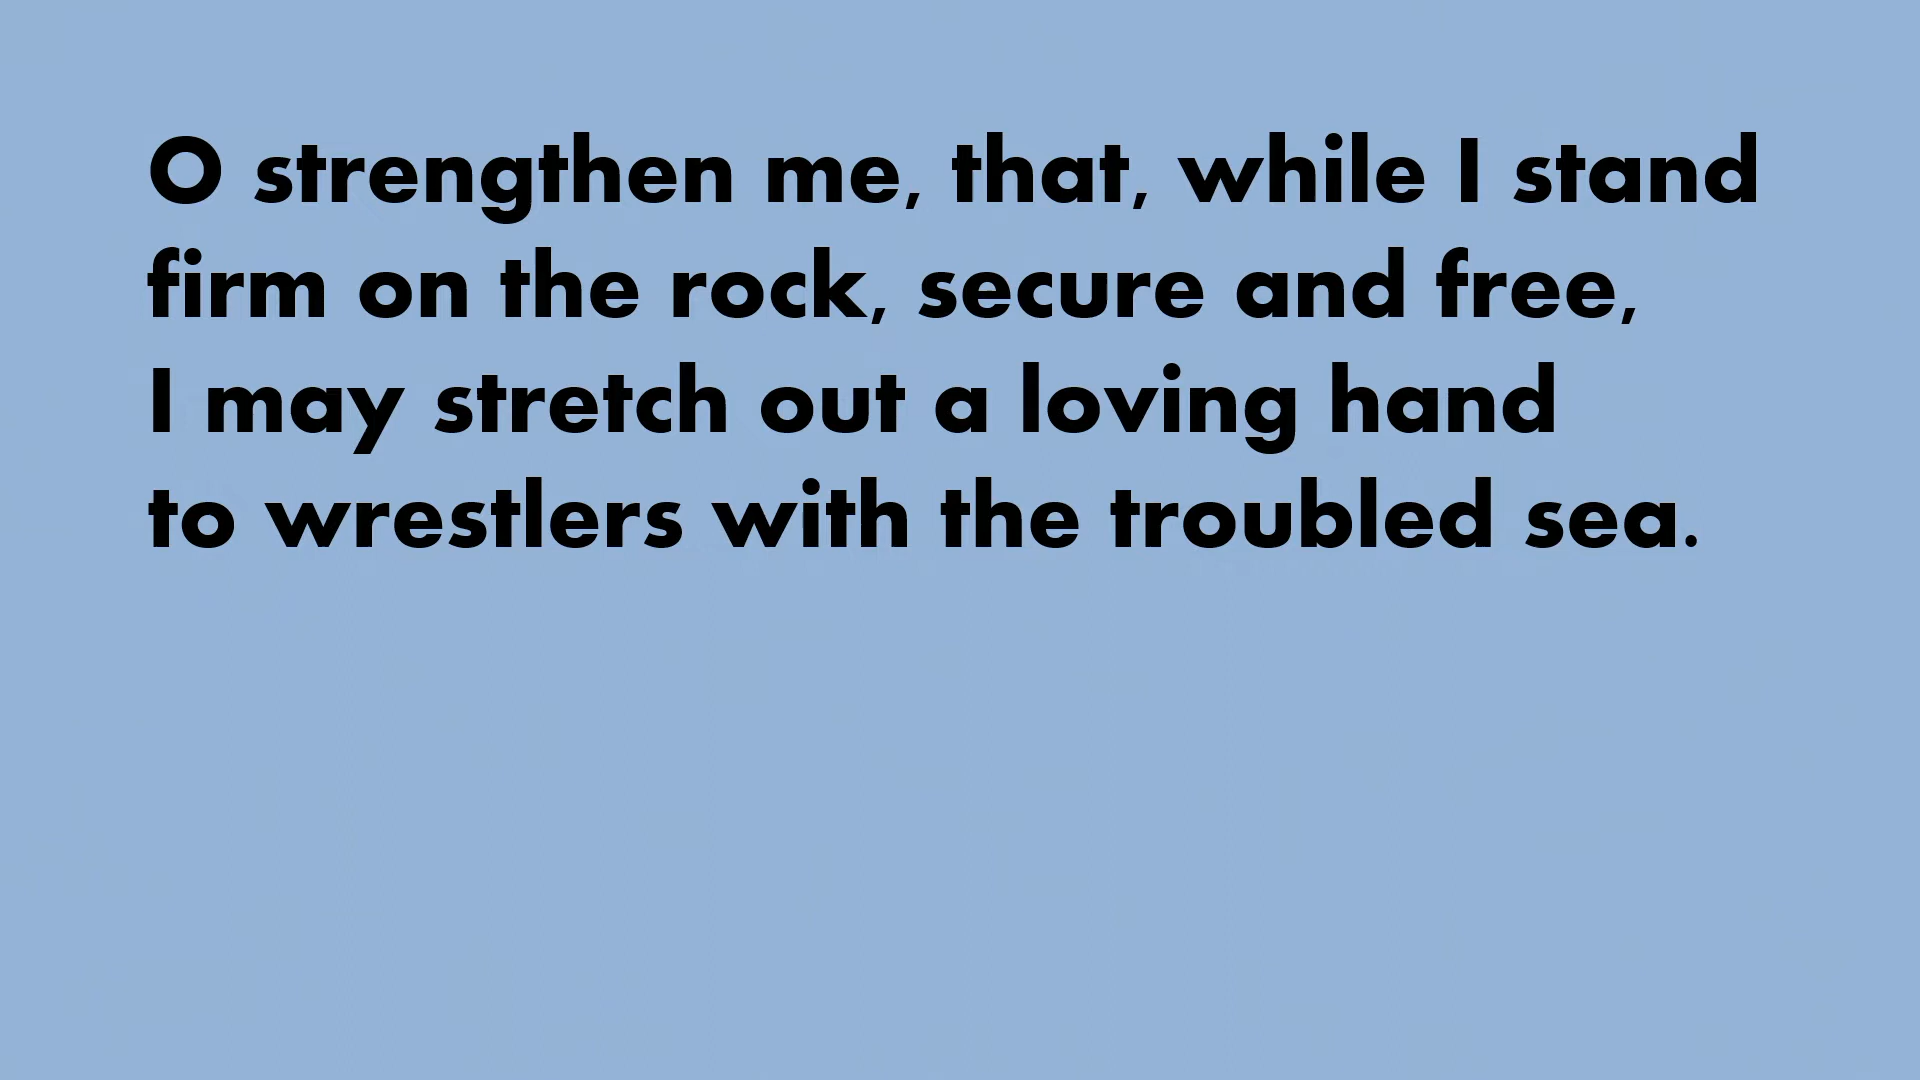 O strengthen me, that, while I stand
firm on the rock, secure and free,
I may stretch out a loving hand
to wrestlers with the troubled sea.